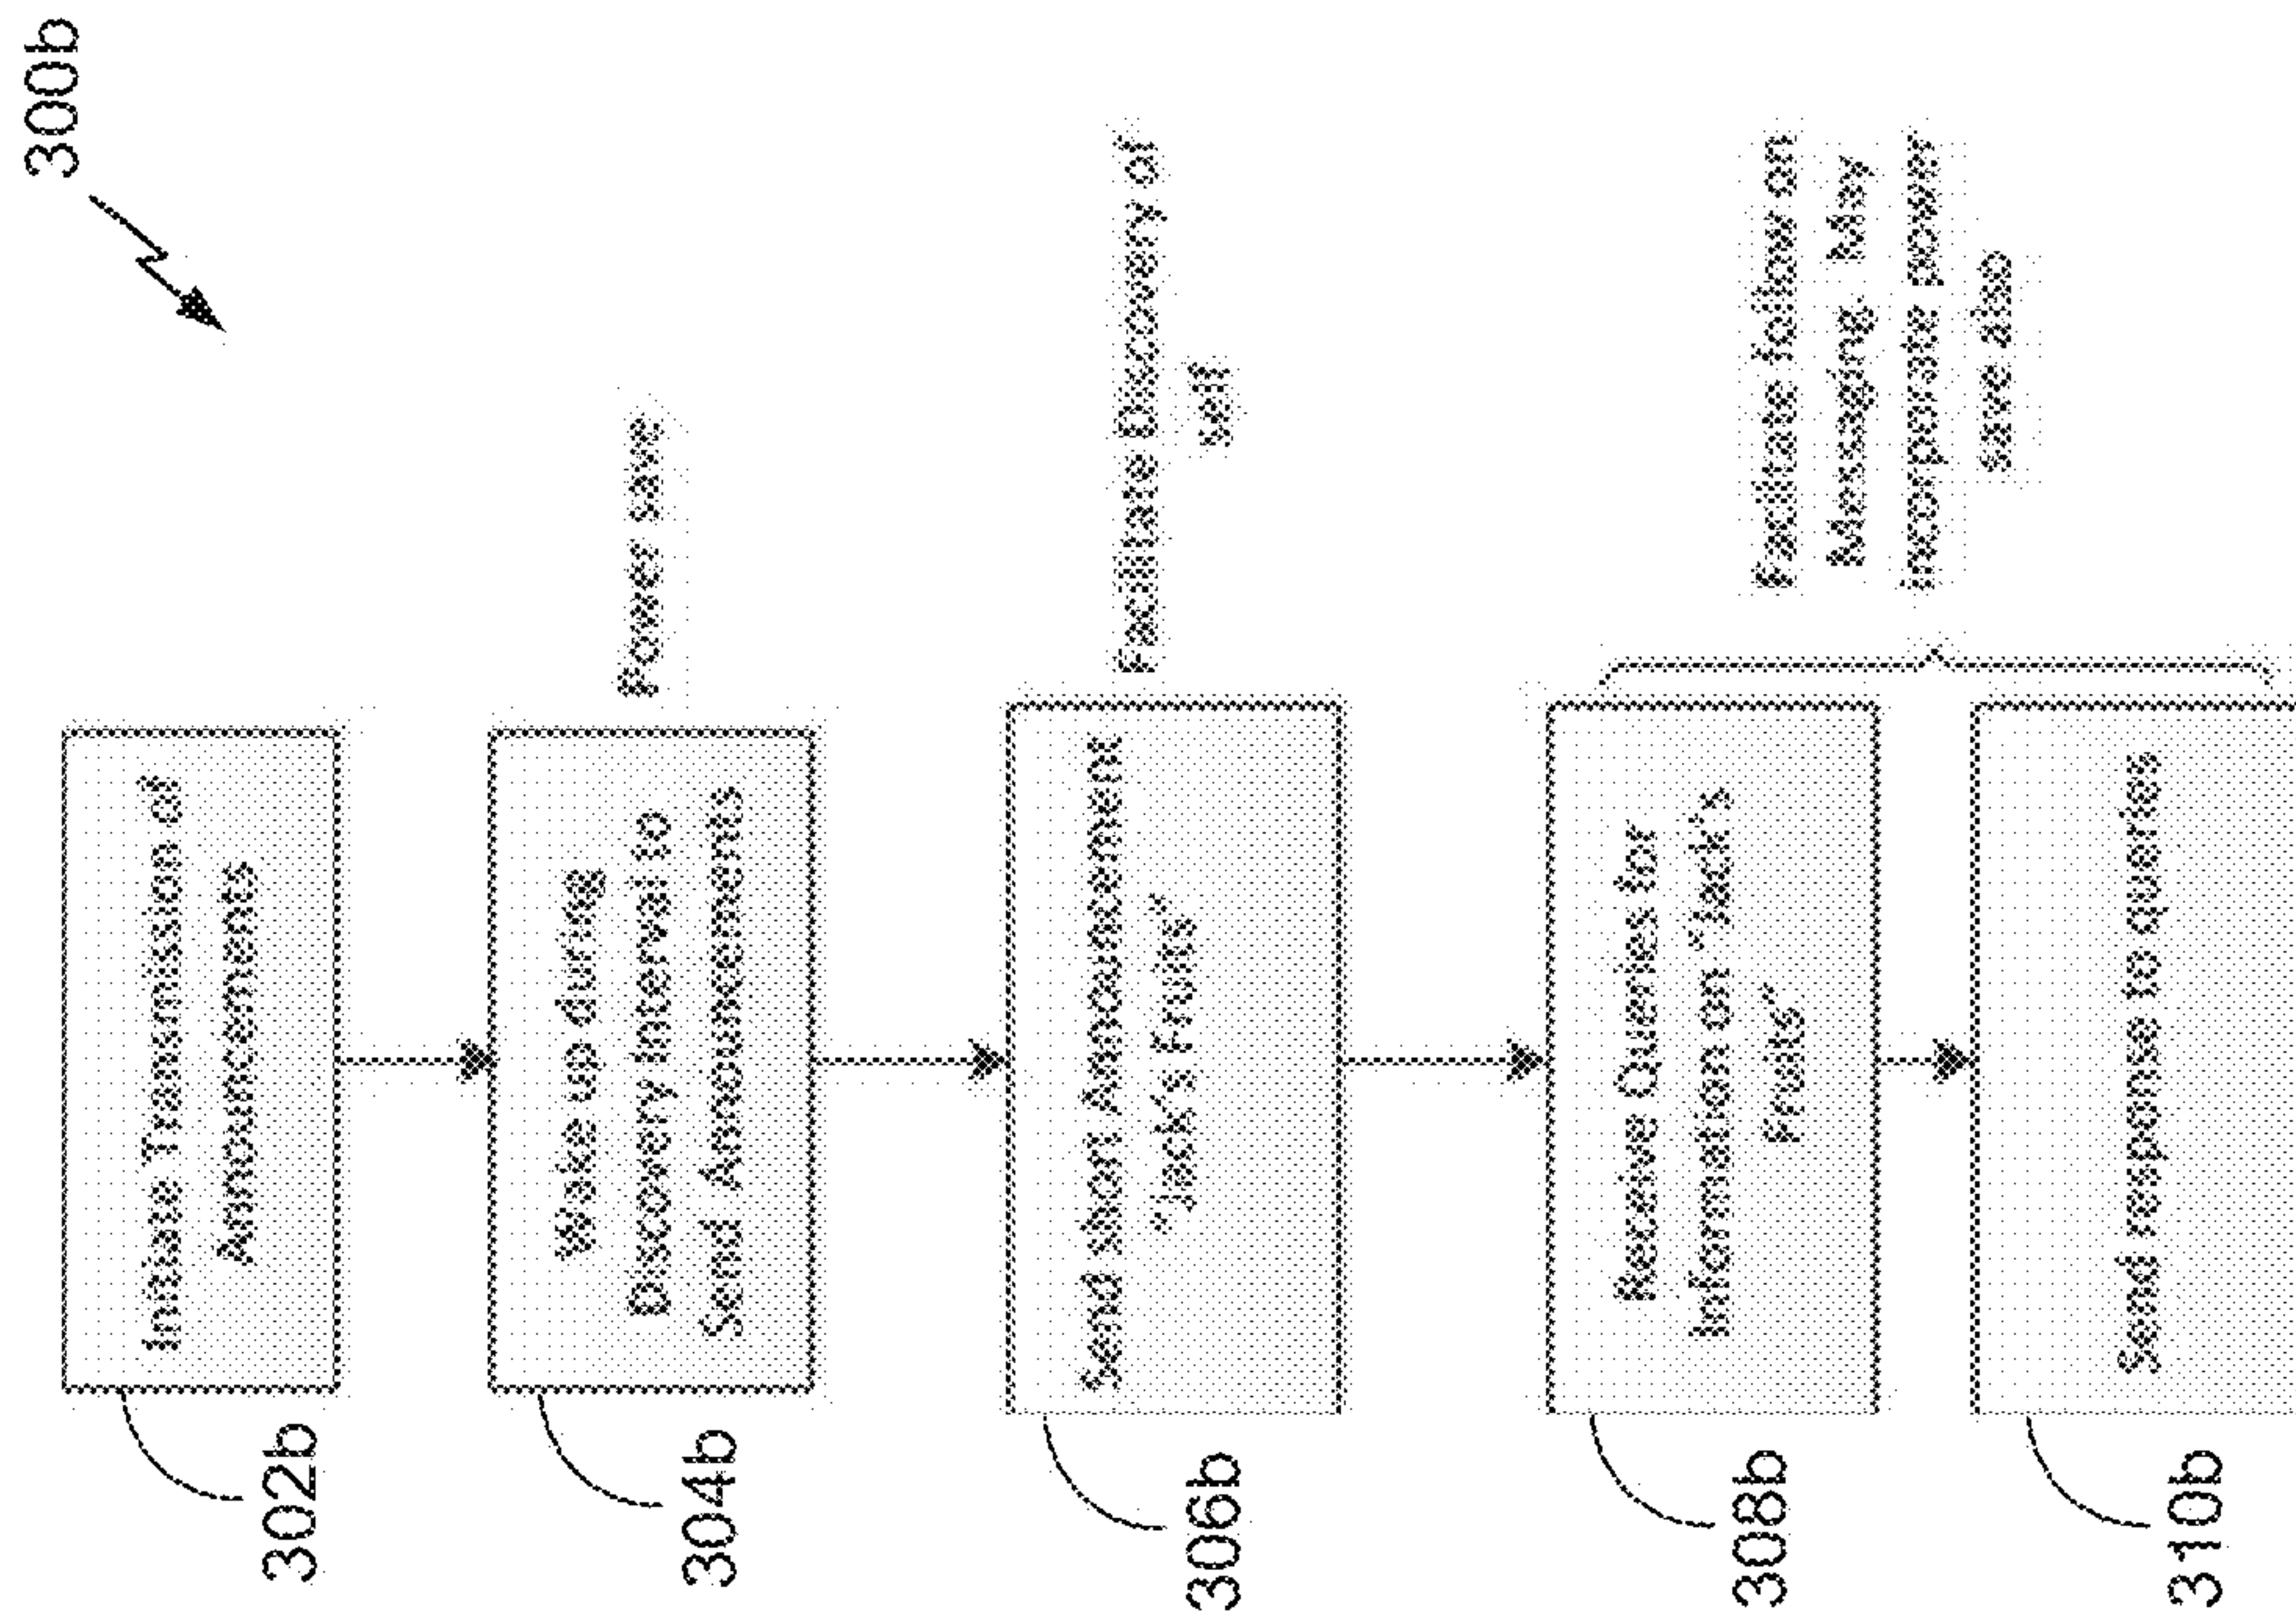 300b
302b
Initiate Transmission of
Announcements
304b
Wake up during
Discovery Interval to
Send Announcements
Power save
306b
Send short Announcement
"Jack's Fruits"
Facilitate Discovery of
self
308b
Receive Queries for
Information on "Jack's
Fruits"
310b
Send response to queries
Facilitate follow on
Messaging. May
incorporate power
save also